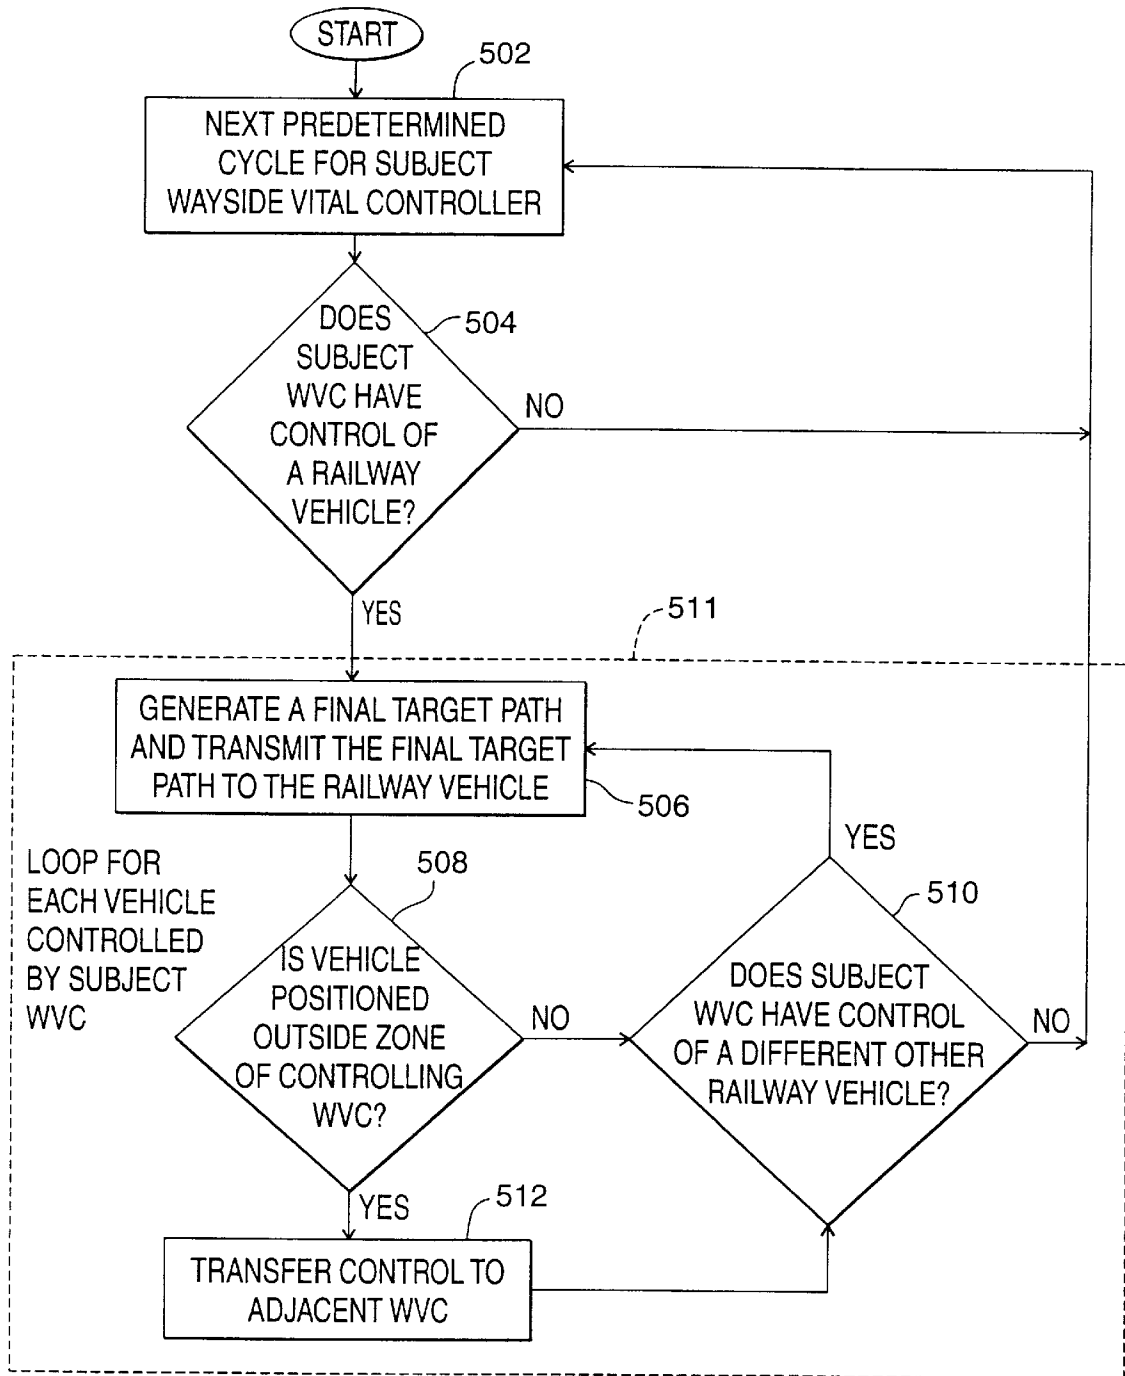 START
502
NEXT PREDETERMINED
CYCLE FOR SUBJECT
WAYSIDE VITAL CONTROLLER
504
DOES
SUBJECT
WVC HAVE
CONTROL OF
A RAILWAY
VEHICLE?
NO
YES
511
GENERATE A FINAL TARGET PATH
AND TRANSMIT THE FINAL TARGET
PATH TO THE RAILWAY VEHICLE
506
LOOP FOR
EACH VEHICLE
CONTROLLED
BY SUBJECT
WVC
508
IS VEHICLE
POSITIONED
OUTSIDE ZONE
OF CONTROLLING
WVC?
NO
YES
510
DOES SUBJECT
WVC HAVE CONTROL
OF A DIFFERENT OTHER
RAILWAY VEHICLE?
YES
NO
512
TRANSFER CONTROL TO
ADJACENT WVC